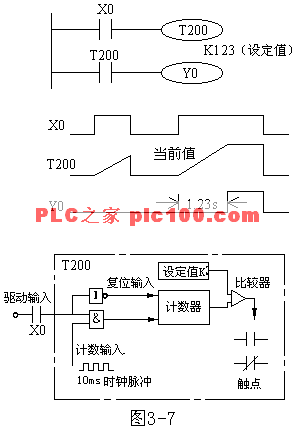 X0
T200
K123（设定值）
T200
Y0
X0
T200
当前值
Y0
1.23s
PLC之家 plc100.com
T200
驱动输入
X0
1
复位输入
&
计数输入
10ms 时钟脉冲
设定值K
计数器
比较器
触点
图3-7